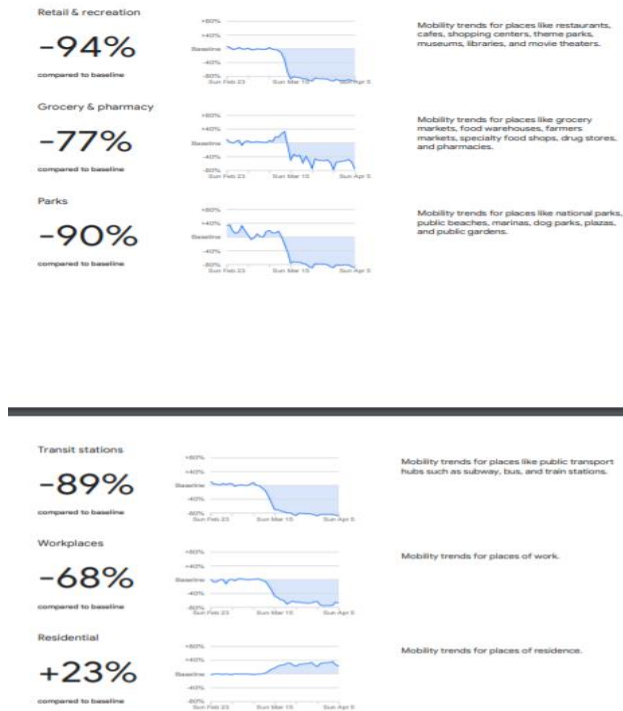 Retail & recreation
-94%
compared to baseline
+80%
+40%
Baseline
-40%
-80%
Sun Feb 23 Sun Mar 15 Sun Apr 5
Mobility trends for places like restaurants,
cafes, shopping centers, theme parks,
museums, libraries, and movie theaters.
Grocery & pharmacy
-77%
compared to baseline
+80%
+40%
Baseline
-40%
-80%
Sun Feb 23 Sun Mar 15 Sun Apr 5
Mobility trends for places like grocery
markets, food warehouses, farmers
markets, specialty food shops, drug stores,
and pharmacies.
Parks
-90%
compared to baseline
+80%
+40%
Baseline
-40%
-80%
Sun Feb 23 Sun Mar 15 Sun Apr 5
Mobility trends for places like national parks,
public beaches, marinas, dog parks, plazas,
and public gardens.
Transit stations
-89%
compared to baseline
+80%
+40%
Baseline
-40%
-80%
Sun Feb 23 Sun Mar 15 Sun Apr 5
Mobility trends for places like public transport
hubs such as subway, bus, and train stations.
Workplaces
-68%
compared to baseline
+80%
+40%
Baseline
-40%
-80%
Sun Feb 23 Sun Mar 15 Sun Apr 5
Mobility trends for places of work.
Residential
+23%
compared to baseline
+80%
+40%
Baseline
-40%
-80%
Sun Feb 23 Sun Mar 15 Sun Apr 5
Mobility trends for places of residence.